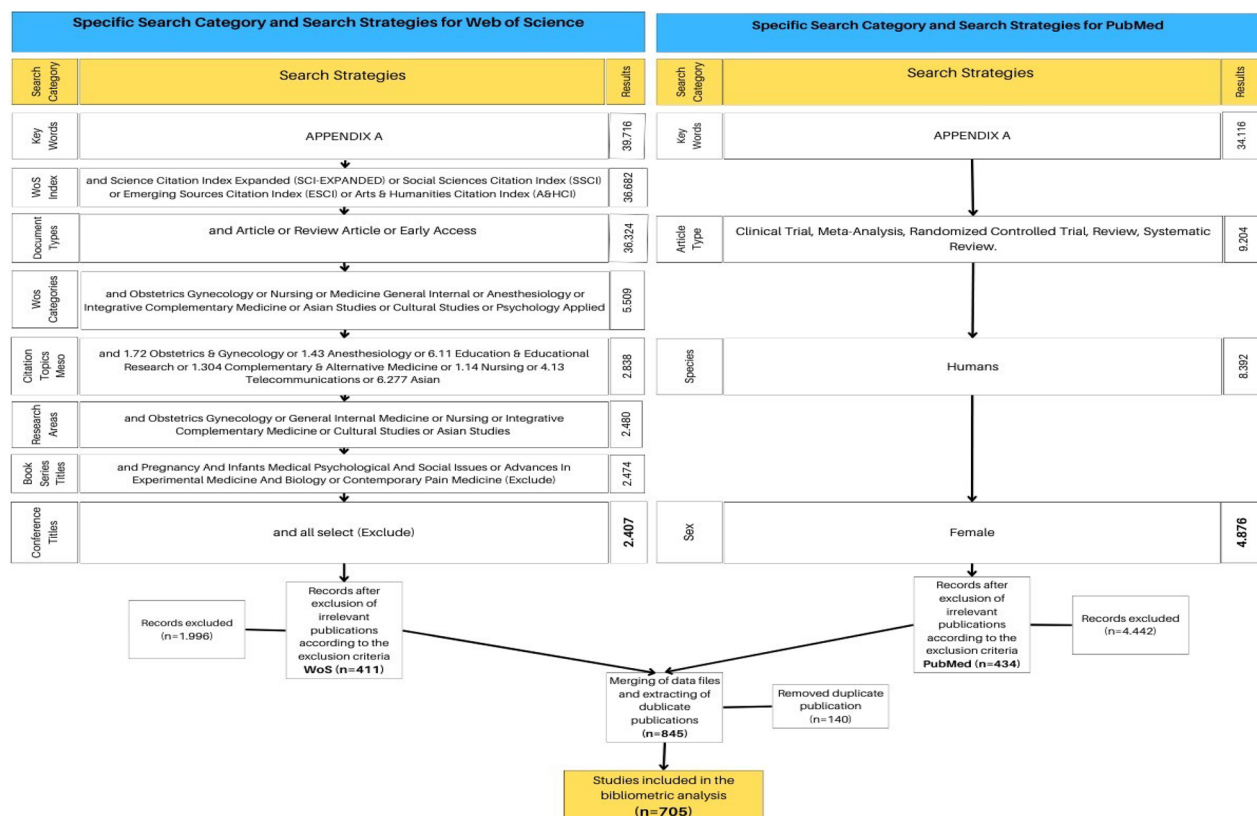 Specific Search Category and Search Strategies for Web of Science
Search
Category
Search Strategies
Results
Key
Words
APPENDIX A
39.716
WoS
Index
and Science Citation Index Expanded (SCI-EXPANDED) or Social Sciences Citation Index (SSCI)
or Emerging Sources Citation Index (ESCI) or Arts & Humanities Citation Index (A&HCI)
36.682
Document
Types
and Article or Review Article or Early Access
36.324
Wos
Categories
and Obstetrics Gynecology or Nursing or Medicine General Internal or Anesthesiology or
Integrative Complementary Medicine or Asian Studies or Cultural Studies or Psychology Applied
5.509
Citation
Topics
Meso
and 1.72 Obstetrics & Gynecology or 1.43 Anesthesiology or 6.11 Education & Educational
Research or 1.304 Complementary & Alternative Medicine or 1.14 Nursing or 4.13
Telecommunications or 6.277 Asian
2.838
Research
Areas
and Obstetrics Gynecology or General Internal Medicine or Nursing or Integrative
Complementary Medicine or Cultural Studies or Asian Studies
2.480
Book
Series
Titles
and Pregnancy And Infants Medical Psychological And Social Issues or Advances In
Experimental Medicine And Biology or Contemporary Pain Medicine (Exclude)
2.474
Conference
Titles
and all select (Exclude)
2.407
Specific Search Category and Search Strategies for PubMed
Search
Category
Search Strategies
Results
Key
Words
APPENDIX A
34.116
Article
Type
Clinical Trial, Meta-Analysis, Randomized Controlled Trial, Review, Systematic
Review.
9.204
Species
Humans
8.392
Sex
Female
4.876
Records excluded
(n=1.996)
Records after
exclusion of
irrelevant
publications
according to the
exclusion criteria
WoS (n=411)
Records after
exclusion of
irrelevant
publications
according to the
exclusion criteria
PubMed (n=434)
Records excluded
(n=4.442)
Merging of data files
and extracting of
dublicate
publications
(n=845)
Removed duplicate
publication
(n=140)
Studies included in the
bibliometric analysis
(n=705)